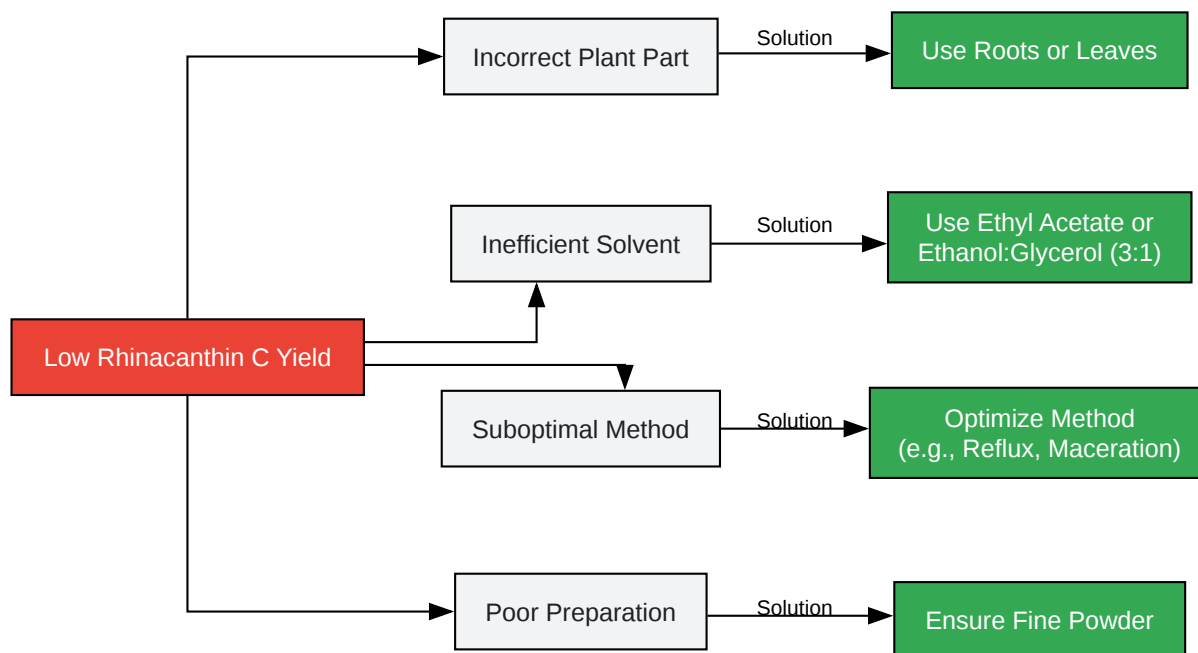 Incorrect Plant Part
Solution
Use Roots or Leaves
Inefficient Solvent
Solution
Use Ethyl Acetate or
Ethanol:Glycerol (3:1)
Low Rhinacanthin C Yield
Suboptimal Method
Solution
Optimize Method
(e.g., Reflux, Maceration)
Poor Preparation
Solution
Ensure Fine Powder